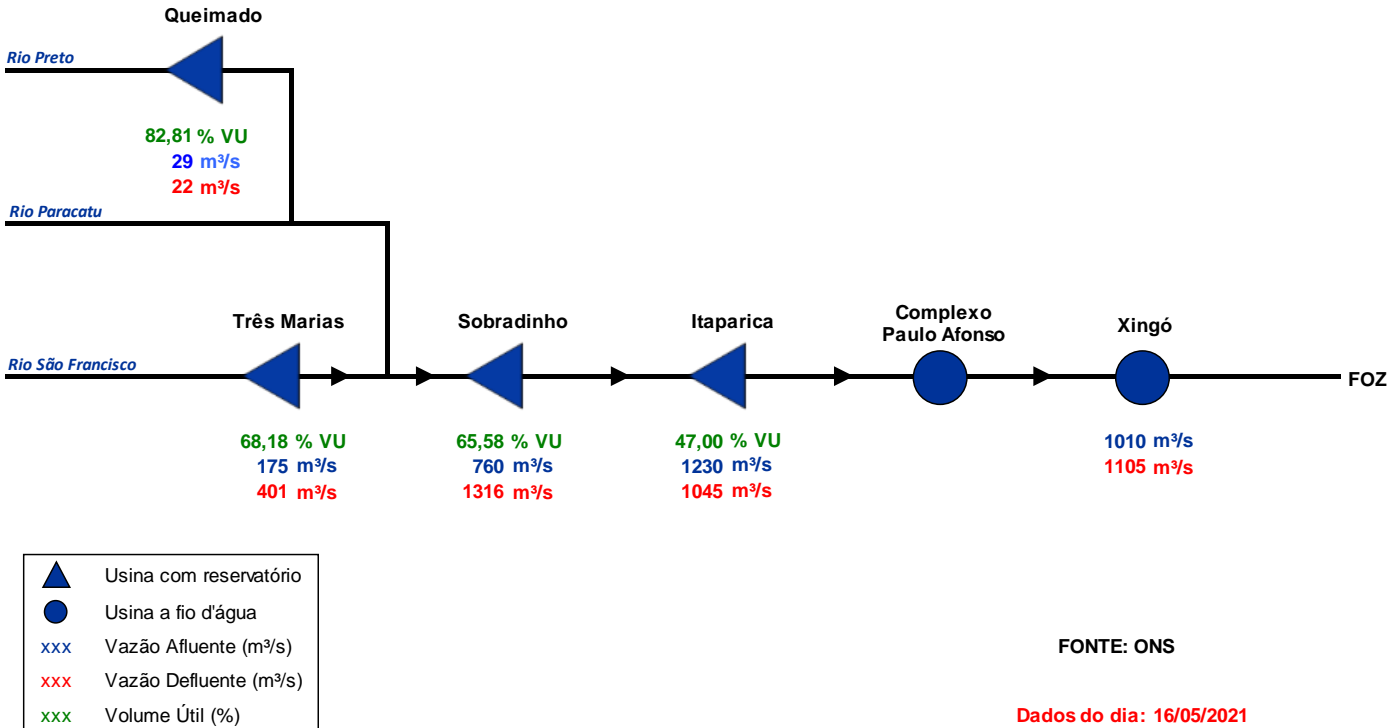 Queimado
Rio Preto
82,81 % VU
29 m³/s
22 m³/s
Rio Paracatu
Três Marias
Sobradinho
Itaparica
Complexo
Paulo Afonso
Xingó
Rio São Francisco
FOZ
68,18 % VU
175 m³/s
401 m³/s
65,58 % VU
760 m³/s
1316 m³/s
47,00 % VU
1230 m³/s
1045 m³/s
1010 m³/s
1105 m³/s
Usina com reservatório
Usina a fio d'água
xxx Vazão Afluente (m³/s)
xxx Vazão Defluente (m³/s)
xxx Volume Útil (%)
FONTE: ONS
Dados do dia: 16/05/2021